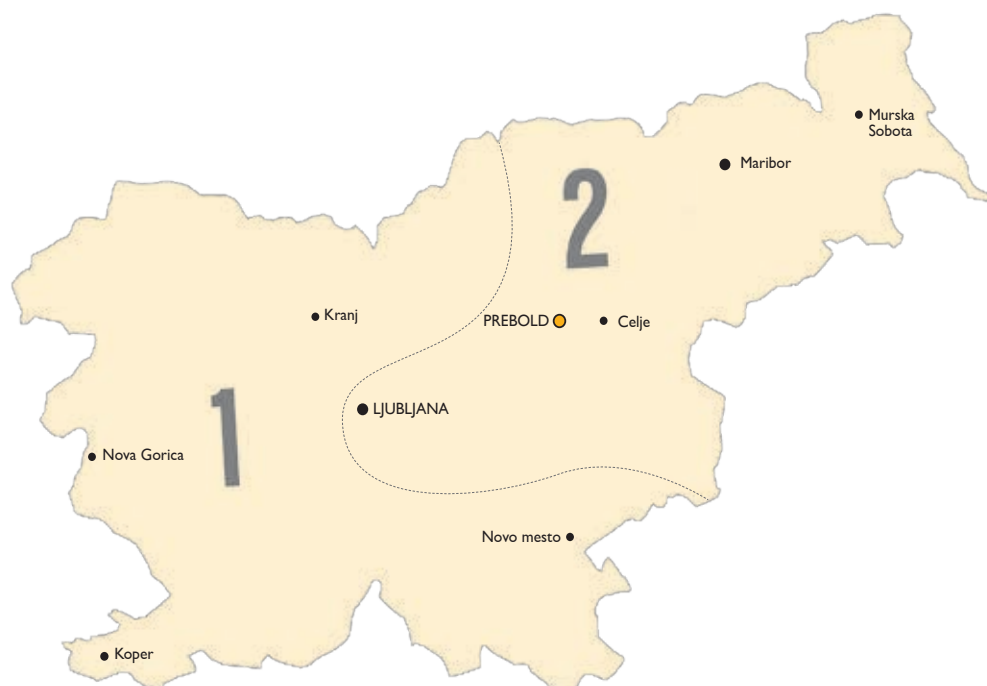 Murska
Sobota
Maribor
2
Kranj
PREBOLD
Celje
1
LJUBLJANA
Nova Gorica
Novo mesto
Koper